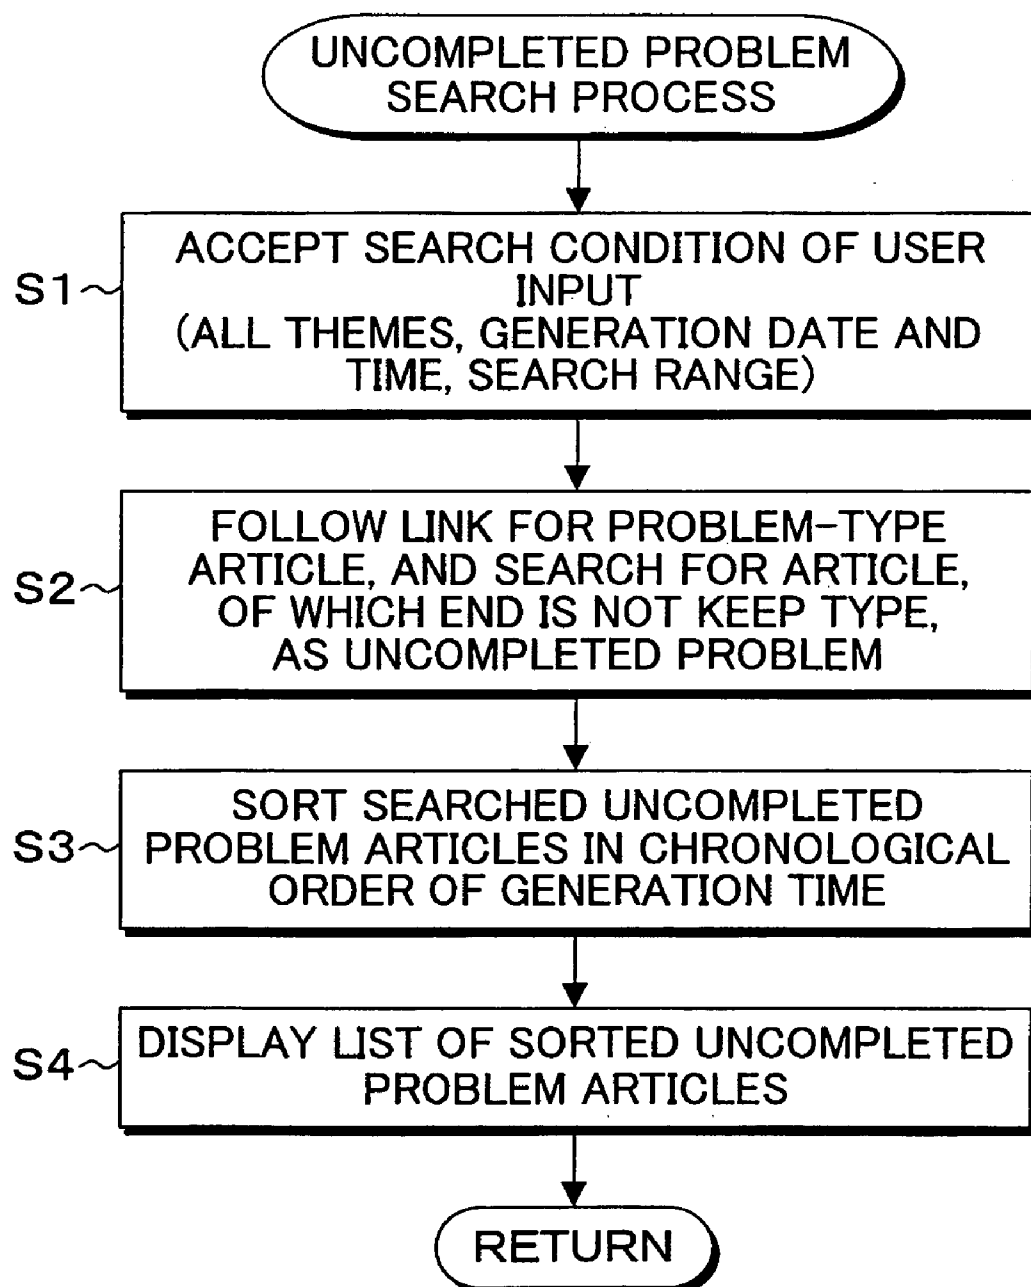 UNCOMPLETED PROBLEM
SEARCH PROCESS
S1
ACCEPT SEARCH CONDITION OF USER
INPUT
(ALL THEMES, GENERATION DATE AND
TIME, SEARCH RANGE)
S2
FOLLOW LINK FOR PROBLEM-TYPE
ARTICLE, AND SEARCH FOR ARTICLE,
OF WHICH END IS NOT KEEP TYPE,
AS UNCOMPLETED PROBLEM
S3
SORT SEARCHED UNCOMPLETED
PROBLEM ARTICLES IN CHRONOLOGICAL
ORDER OF GENERATION TIME
S4
DISPLAY LIST OF SORTED UNCOMPLETED
PROBLEM ARTICLES
RETURN